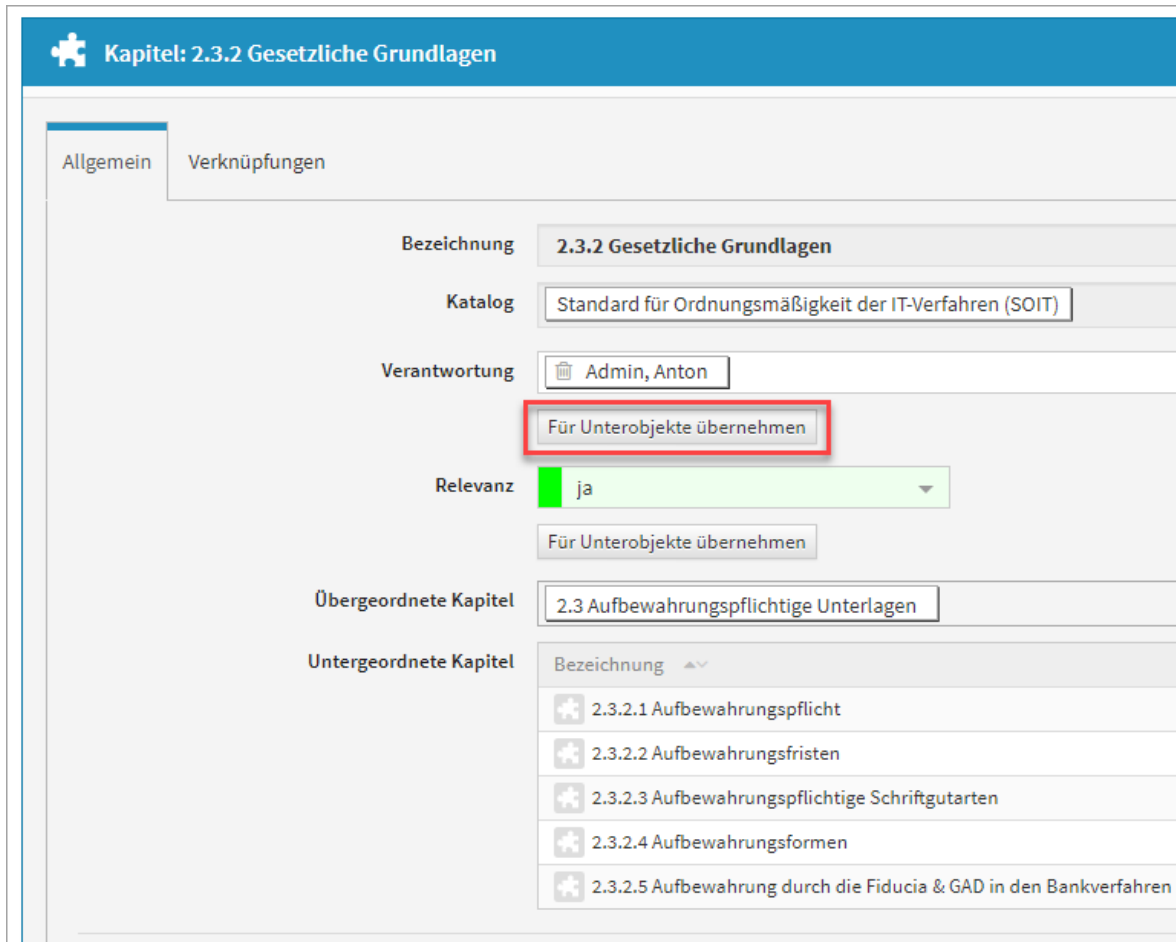 Kapitel: 2.3.2 Gesetzliche Grundlagen
Allgemein Verknüpfungen
Bezeichnung 2.3.2 Gesetzliche Grundlagen
Katalog Standard für Ordnungsmäßigkeit der IT-Verfahren (SOIT)
Verantwortung Admin, Anton
Für Unterobjekte übernehmen
Relevanz ja
Für Unterobjekte übernehmen
Übergeordnete Kapitel 2.3 Aufbewahrungspflichtige Unterlagen
Untergeordnete Kapitel Bezeichnung
2.3.2.1 Aufbewahrungspflicht
2.3.2.2 Aufbewahrungsfristen
2.3.2.3 Aufbewahrungspflichtige Schriftgutarten
2.3.2.4 Aufbewahrungsformen
2.3.2.5 Aufbewahrung durch die Fiducia & GAD in den Bankverfahren